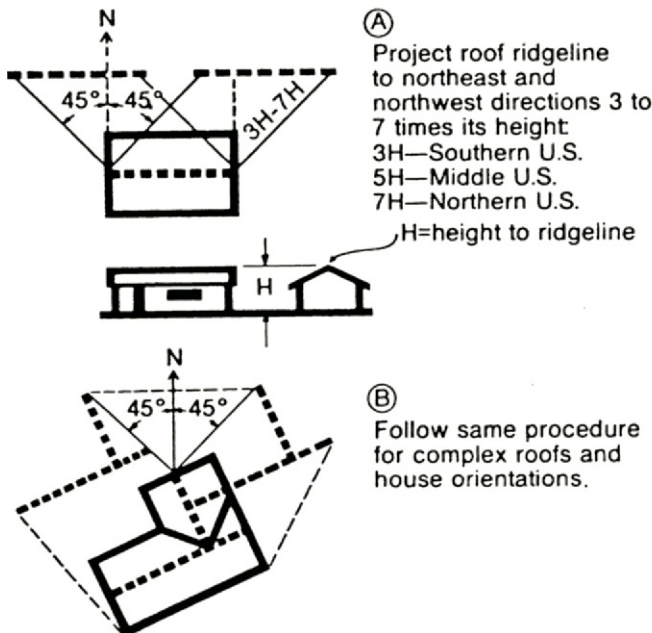 N
45° 45°
3H-7H
Ⓐ
Project roof ridgeline
to northeast and
northwest directions 3 to
7 times its height:
3H—Southern U.S.
5H—Middle U.S.
7H—Northern U.S.
H=height to ridgeline
H
N
45° 45°
Ⓑ
Follow same procedure
for complex roofs and
house orientations.